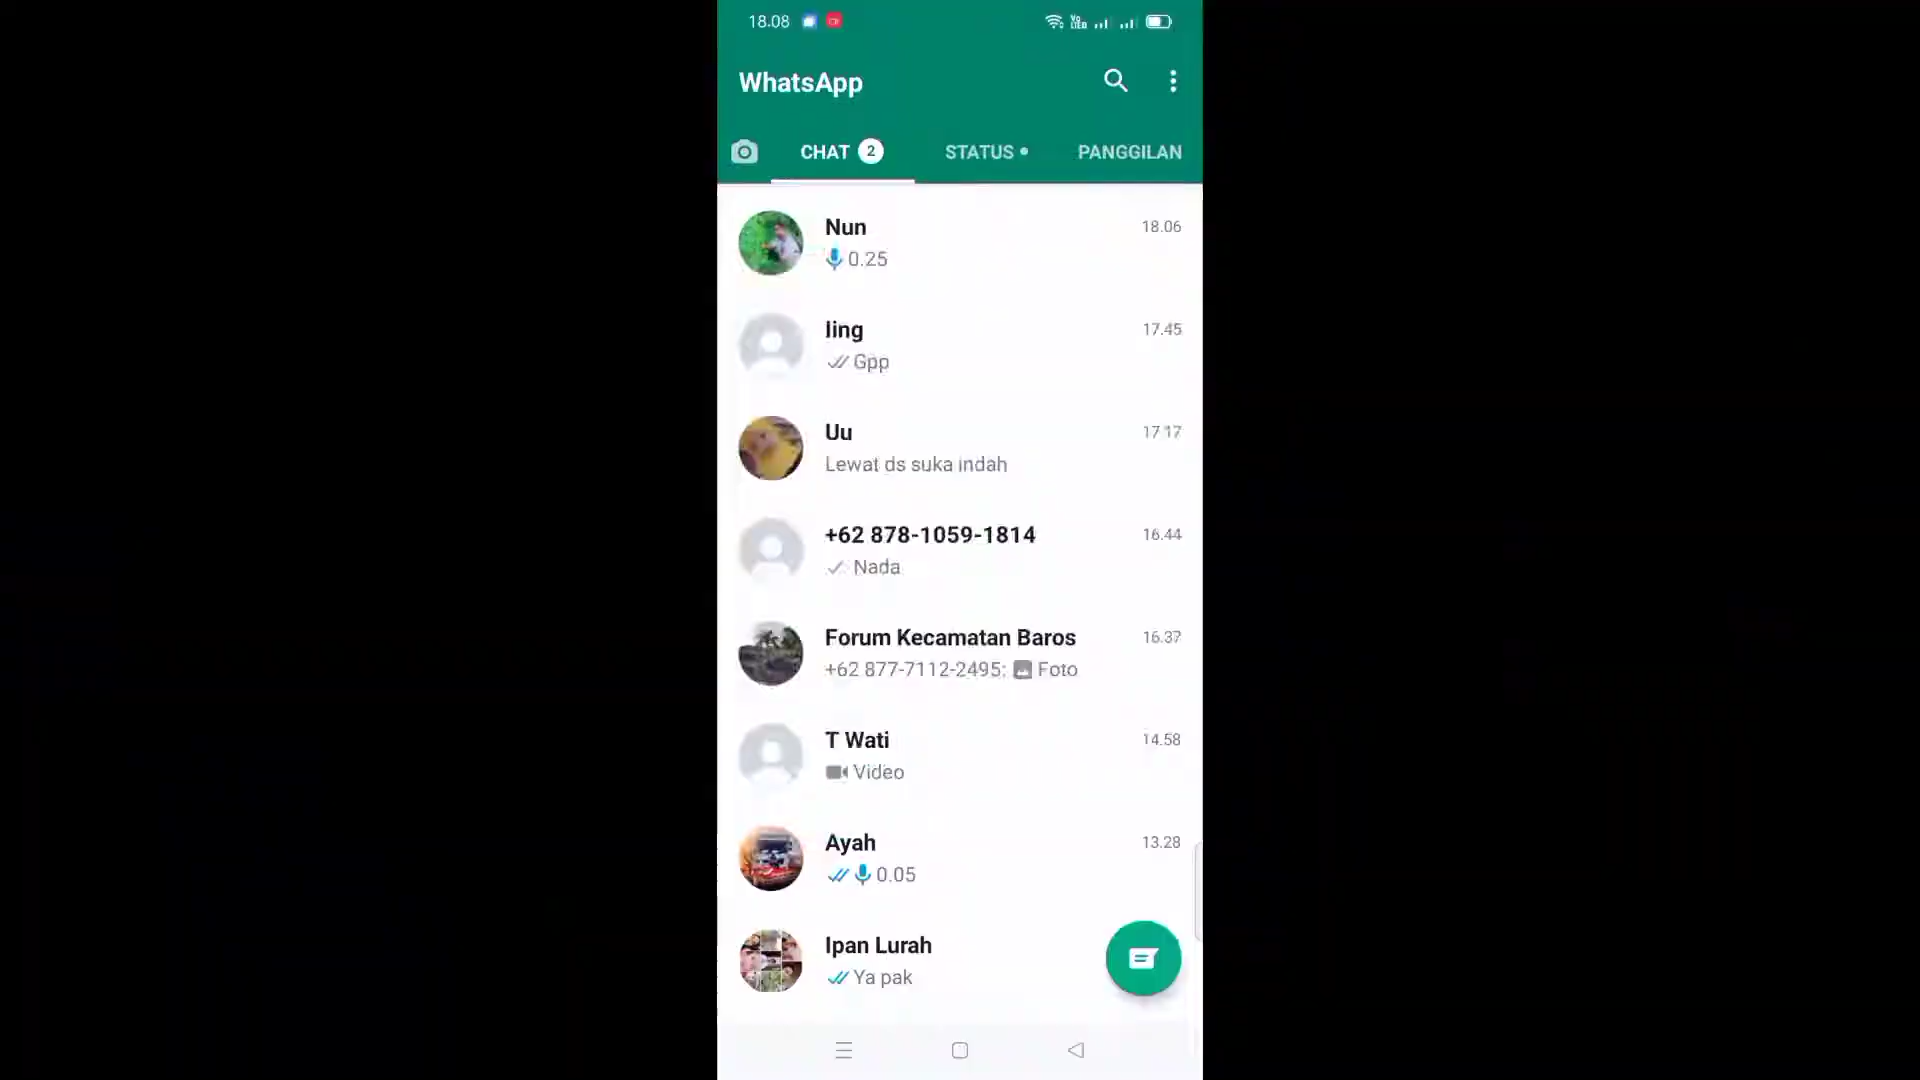 18.08
WhatsApp
CHAT 2 STATUS PANGGILAN
Nun 18.06
0.25
Iing 17.45
Gpp
Uu 17.17
Lewat ds suka indah
+62 878-1059-1814 16.44
Nada
Forum Kecamatan Baros 16.37
+62 877-7112-2495: Foto
T Wati 14.58
Video
Ayah 13.28
0.05
Ipan Lurah
Ya pak